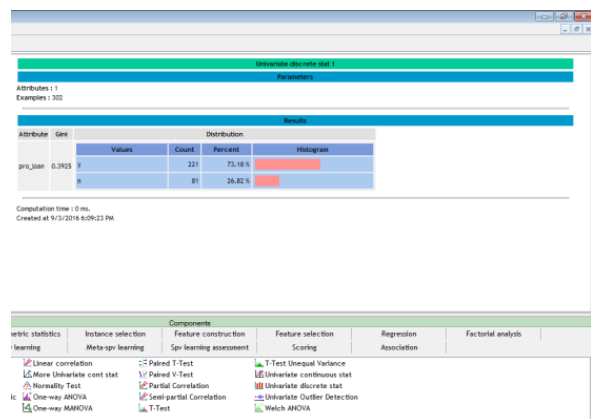 Univariate discrete stat 1
Parameters
Attributes : 1
Examples : 302
Results
Attribute Gini Distribution
Values Count Percent Histogram
pro_loan 0.3925 y 221 73.18 %
n 81 26.82 %
Computation time : 0 ms.
Created at 9/3/2016 6:09:23 PM
Components
metric statistics Instance selection Feature construction Feature selection Regression Factorial analysis
learning Meta-spv learning Spv learning assessment Scoring Association
Linear correlation Paired T-Test T-Test Unequal Variance
More Univariate cont stat Paired V-Test Univariate continuous stat
Normality Test Partial Correlation Univariate discrete stat
ic One-way ANOVA Semi-partial Correlation Univariate Outlier Detection
One-way MANOVA T-Test Welch ANOVA